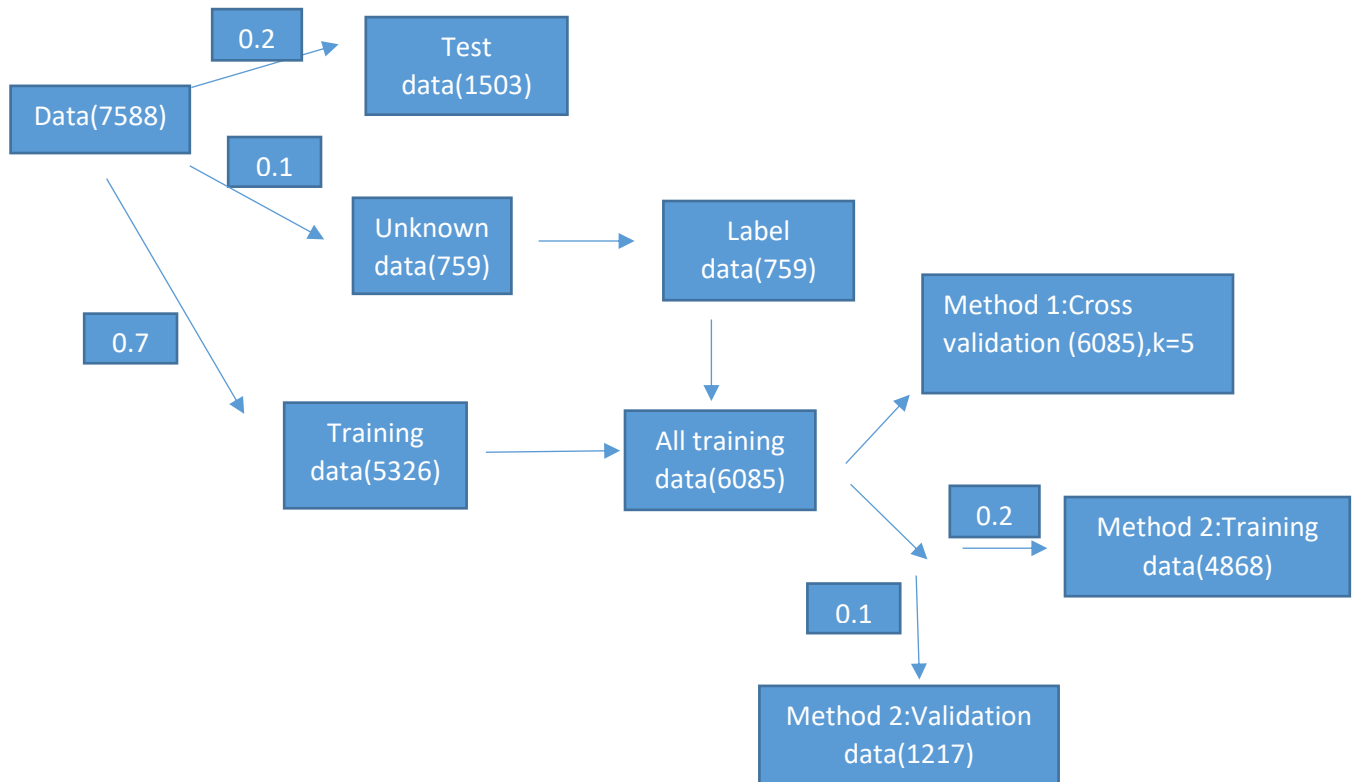 0.2
Test
data(1503)
Data(7588)
0.1
Unknown
data(759)
Label
data(759)
Method 1:Cross
validation (6085),k=5
0.7
Training
data(5326)
All training
data(6085)
0.2
Method 2:Training
data(4868)
0.1
Method 2:Validation
data(1217)